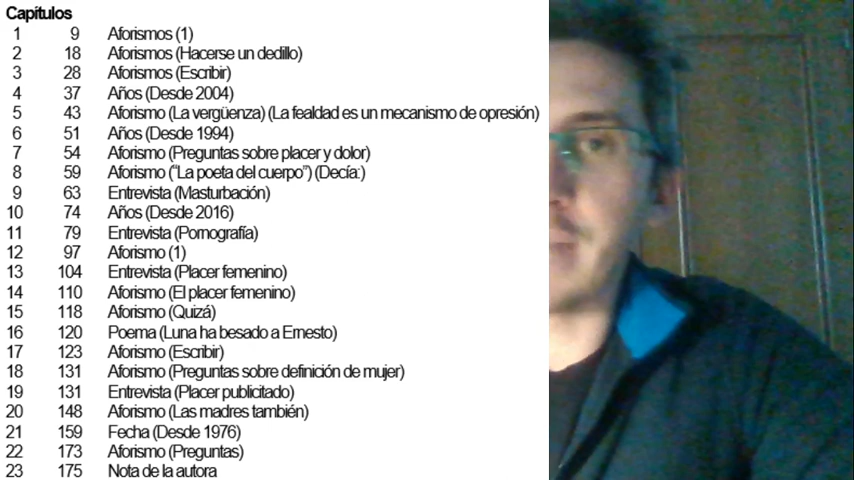 Capítulos
1 9 Aforismos (1)
2 18 Aforismos (Hacerse un dedillo)
3 28 Aforismos (Escribir)
4 37 Años (Desde 2004)
5 43 Aforismo (La vergüenza) (La fealdad es un mecanismo de opresión)
6 51 Años (Desde 1994)
7 54 Aforismo (Preguntas sobre placer y dolor)
8 59 Aforismo (“La poeta del cuerpo”) (Decía:)
9 63 Entrevista (Masturbación)
10 74 Años (Desde 2016)
11 79 Entrevista (Pornografía)
12 97 Aforismo (1)
13 104 Entrevista (Placer femenino)
14 110 Aforismo (El placer femenino)
15 118 Aforismo (Quizá)
16 120 Poema (Luna ha besado a Ernesto)
17 123 Aforismo (Escribir)
18 131 Aforismo (Preguntas sobre definición de mujer)
19 131 Entrevista (Placer publicitado)
20 148 Aforismo (Las madres también)
21 159 Fecha (Desde 1976)
22 173 Aforismo (Preguntas)
23 175 Nota de la autora